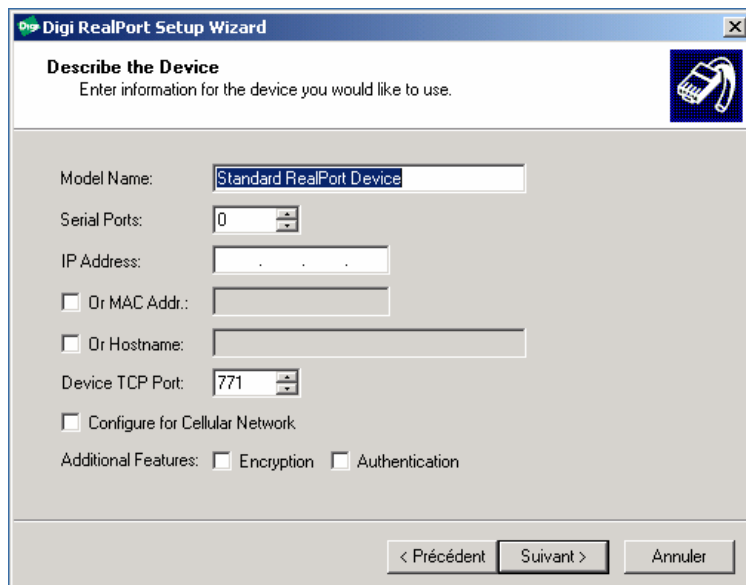 Digi Digi RealPort Setup Wizard
Describe the Device
Enter information for the device you would like to use.
Model Name: Standard RealPort Device
Serial Ports: 0
IP Address: . . .
Or MAC Addr.:
Or Hostname:
Device TCP Port: 771
Configure for Cellular Network
Additional Features: Encryption Authentication
< Précédent Suivant > Annuler